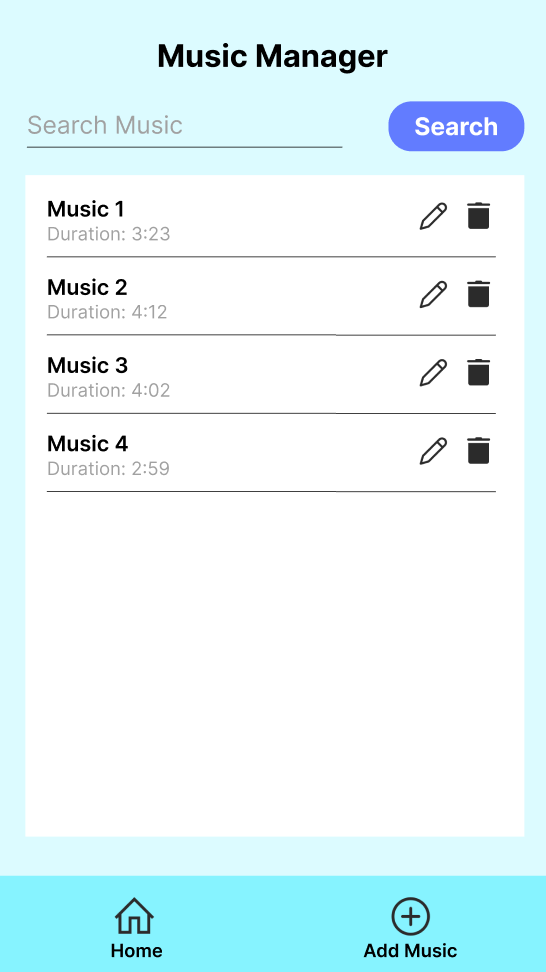 Music Manager
Search Music
Search
Music 1
Duration: 3:23
Music 2
Duration: 4:12
Music 3
Duration: 4:02
Music 4
Duration: 2:59
Home
Add Music